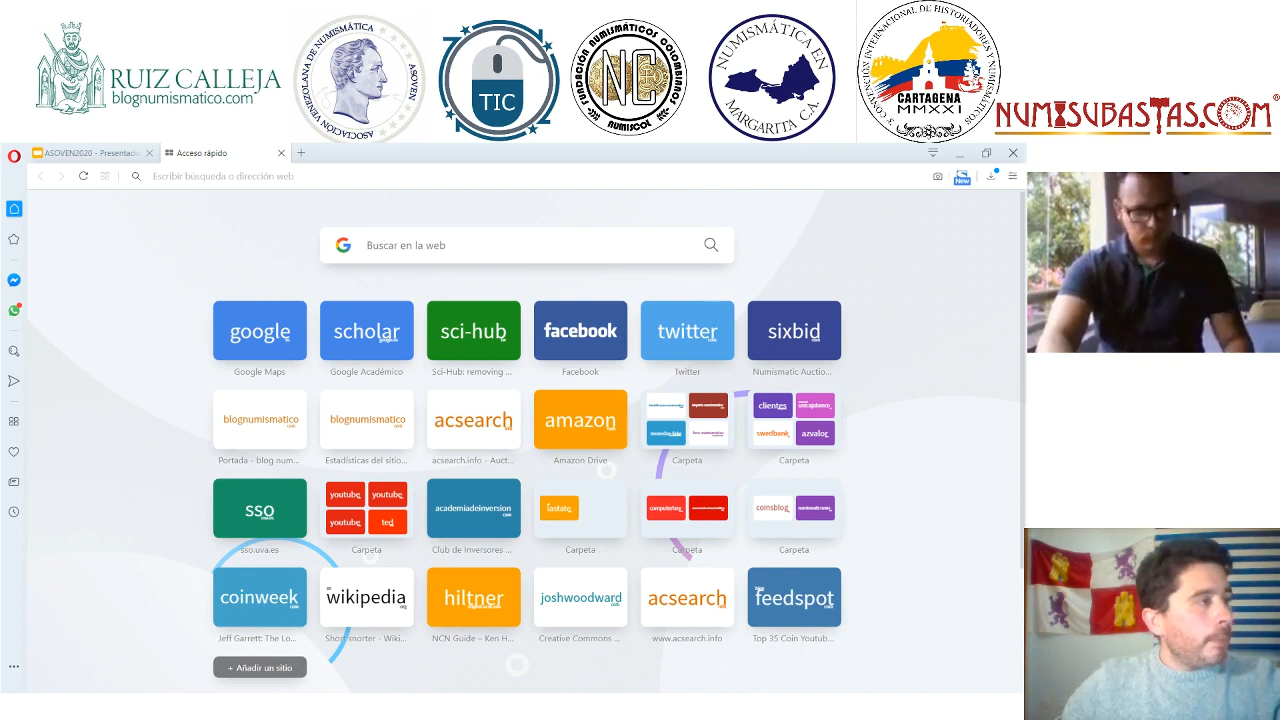 RUIZ CALLEJA
blognumismatico.com
ASOCIACIÓN VENEZOLANA DE NUMISMÁTICA ASOVEN
TIC
FUNDACIÓN NUMISMÁTICOS COLOMBIANOS
NC
NUMISCOL
NUMISMÁTICA EN
MARGARITA C.A.
CARTAGENA
MMXXI
NUMISUBASTAS.COM
ASOVEN2020 - Presentac
Acceso rápido
Escribir búsqueda o dirección web
New
Buscar en la web
google
scholar
sci-hub
facebook
twitter
sixbid
Google Maps
Google Académico
Sci-Hub: removing ...
Facebook
Twitter
Numismatic Auctio...
blognumismatico
blognumismatico
acsearch
amazon
clientes
swedbank
azvalor
Portada - blog num...
Estadísticas del sitio...
acsearch.info - Auct...
Amazon Drive
Carpeta
Carpeta
sso
youtube youtube
youtube ted
academiadeinversion
lastate
coinsblog
sso.uva.es
Carpeta
Club de Inversores ...
Carpeta
Carpeta
Carpeta
coinweek
wikipedia
hiltner
joshwoodward
acsearch
feedspot
Jeff Garrett: The Lo...
Short snorter - Wiki...
NCN Guide – Ken H...
Creative Commons ...
www.acsearch.info
Top 35 Coin Youtub...
+ Añadir un sitio